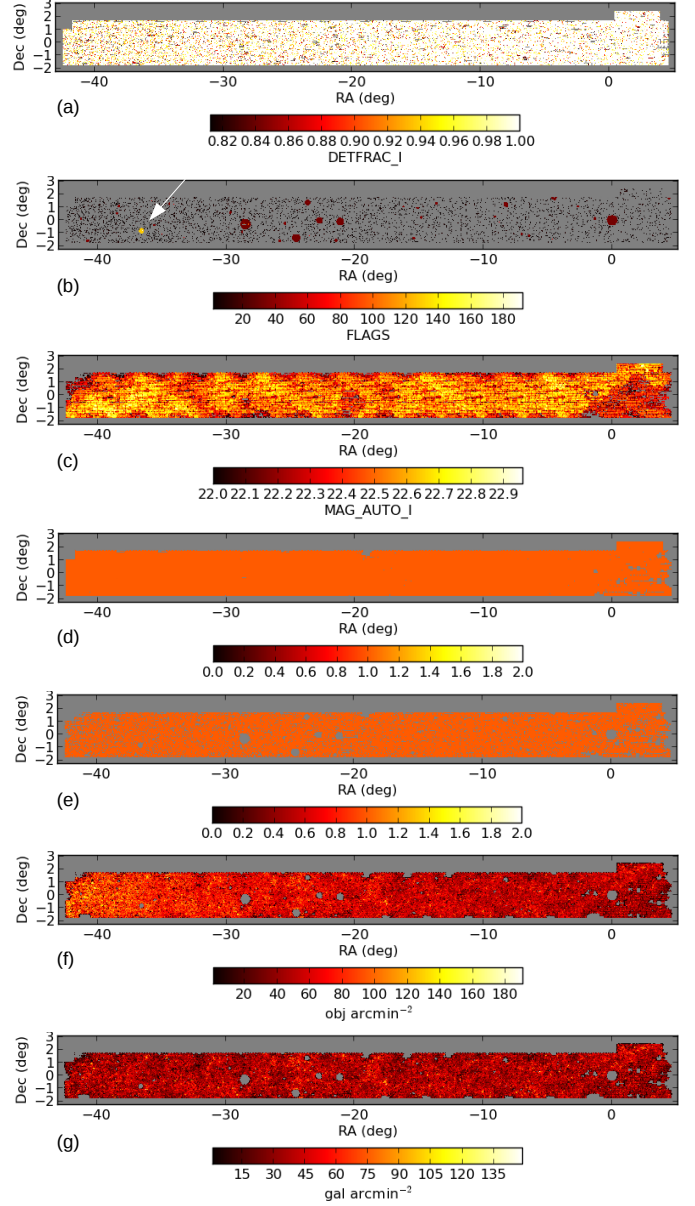 3
2
1
0
−1
−2
Dec (deg)
−40 −30 −20 −10 0
RA (deg)
(a)
0.82 0.84 0.86 0.88 0.90 0.92 0.94 0.96 0.98 1.00
DETFRAC_I
3
2
1
0
−1
−2
Dec (deg)
−40 −30 −20 −10 0
RA (deg)
(b)
20 40 60 80 100 120 140 160 180
FLAGS
3
2
1
0
−1
−2
Dec (deg)
−40 −30 −20 −10 0
RA (deg)
(c)
22.0 22.1 22.2 22.3 22.4 22.5 22.6 22.7 22.8 22.9
MAG_AUTO_I
3
2
1
0
−1
−2
Dec (deg)
−40 −30 −20 −10 0
RA (deg)
(d)
0.0 0.2 0.4 0.6 0.8 1.0 1.2 1.4 1.6 1.8 2.0
3
2
1
0
−1
−2
Dec (deg)
−40 −30 −20 −10 0
RA (deg)
(e)
0.0 0.2 0.4 0.6 0.8 1.0 1.2 1.4 1.6 1.8 2.0
3
2
1
0
−1
−2
Dec (deg)
−40 −30 −20 −10 0
RA (deg)
(f)
20 40 60 80 100 120 140 160 180
obj arcmin⁻²
3
2
1
0
−1
−2
Dec (deg)
−40 −30 −20 −10 0
RA (deg)
(g)
15 30 45 60 75 90 105 120 135
gal arcmin⁻²